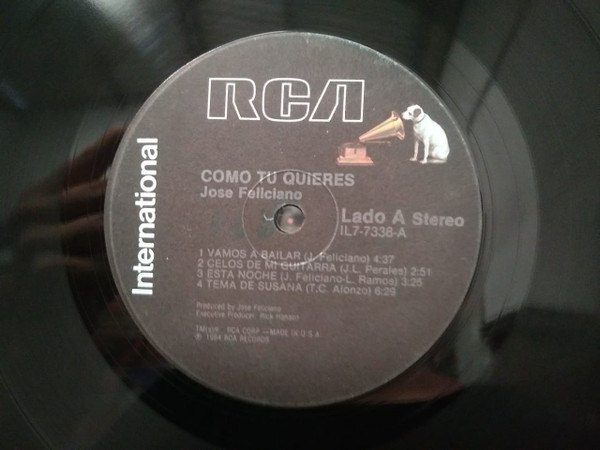 RCA
International
COMO TU QUIERES
Jose Feliciano
Lado A Stereo
IL7-7338-A
1 VAMOS A BAILAR (J. Feliciano) 4:37
2 CELOS DE MI GUITARRA (J.L. Perales) 2:51
3 ESTA NOCHE (J. Feliciano-L. Ramos) 3:25
4 TEMA DE SUSANA (T.C. Alonzo) 6:29
Produced by Jose Feliciano
Executive Producer: Rick
TMK(s)® RCA CORP.—MADE IN U.S.A.
℗ 1984 RCA RECORDS